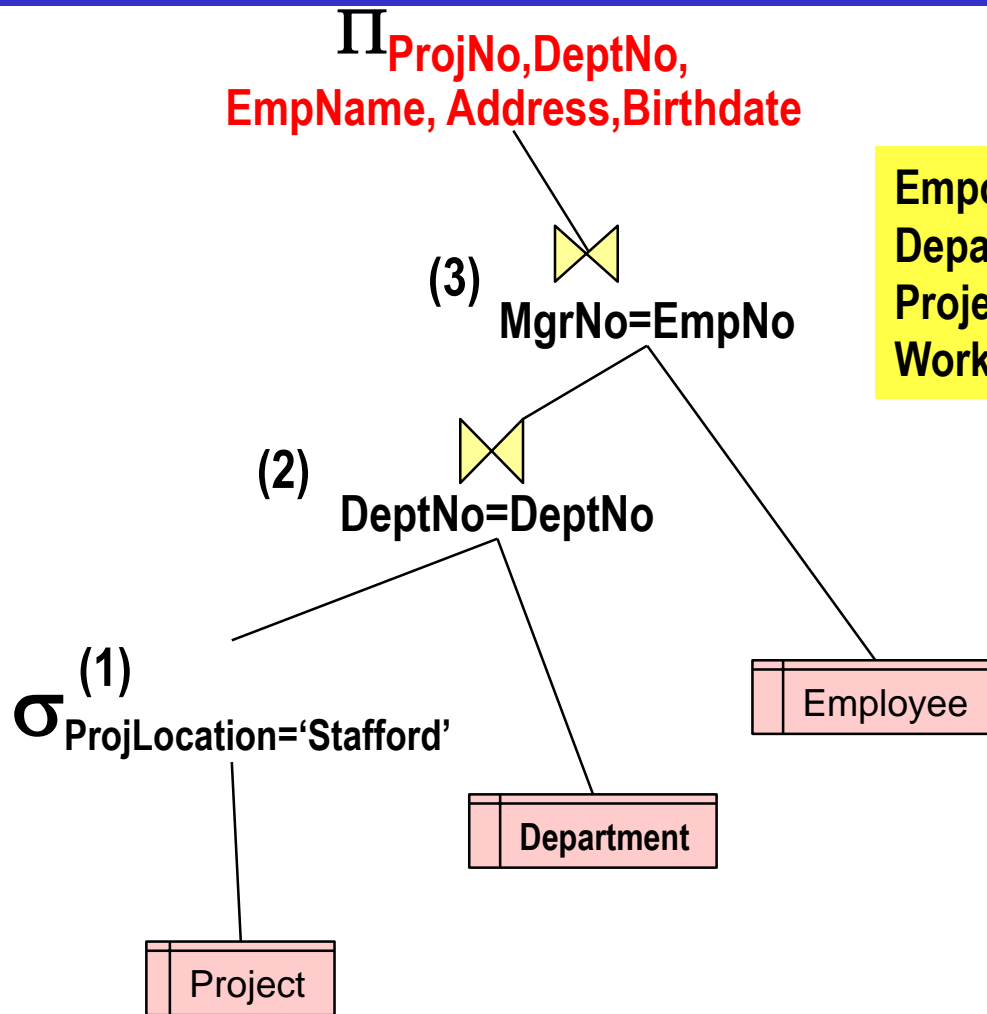 Π ProjNo,DeptNo,
EmpName, Address,Birthdate
(3)
MgrNo=EmpNo
(2)
DeptNo=DeptNo
(1)
σ ProjLocation=‘Stafford’
Employee
Department
Project